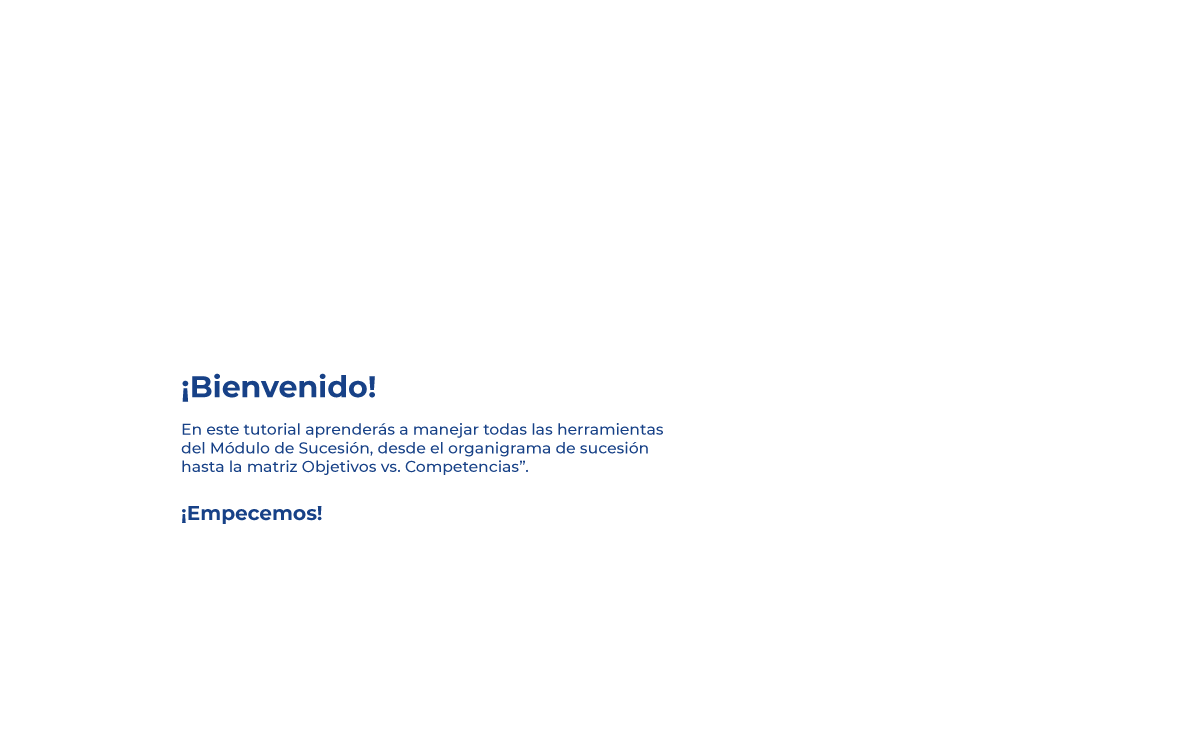 ¡Bienvenido!
En este tutorial aprenderás a manejar todas las herramientas
del Módulo de Sucesión, desde el organigrama de sucesión
hasta la matriz Objetivos vs. Competencias”.
¡Empecemos!